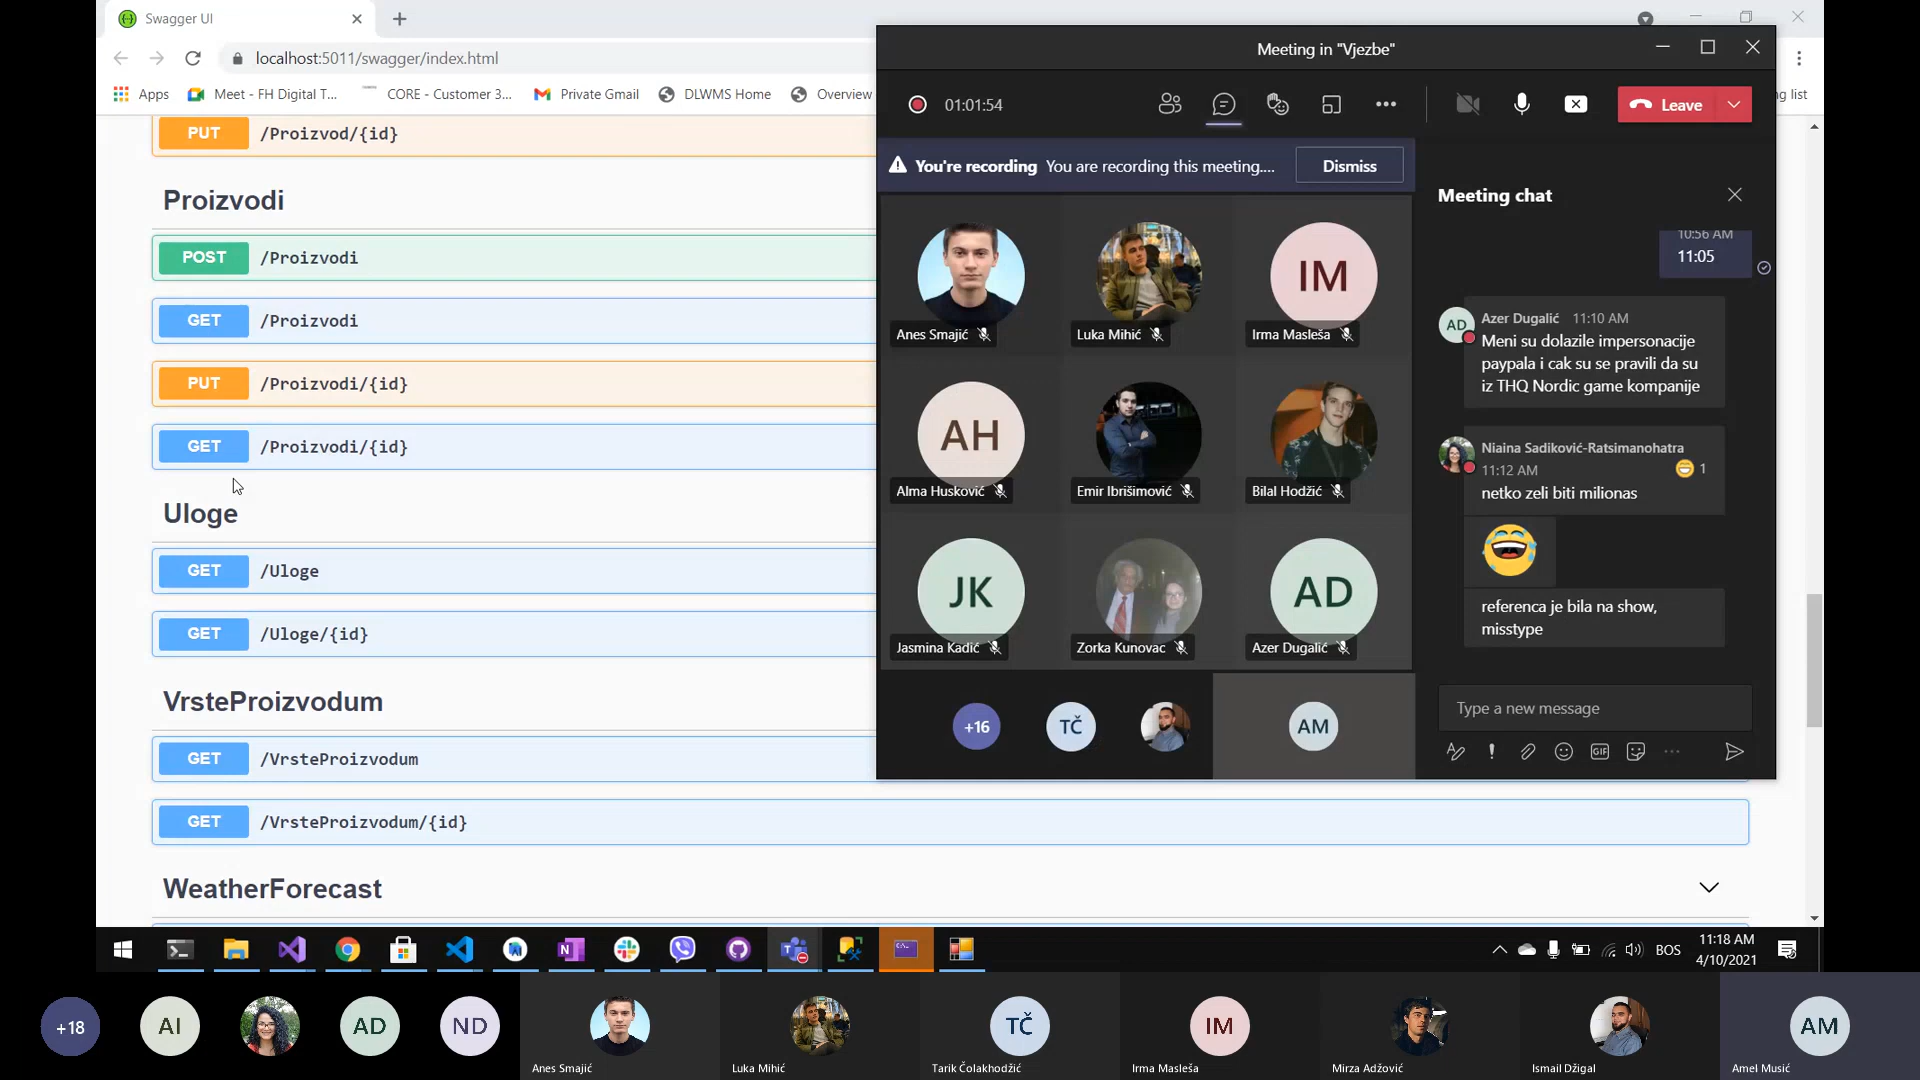 Swagger UI
localhost:5011/swagger/index.html
Apps
Meet - FH Digital T...
CORE - Customer 3...
Private Gmail
DLWMS Home
Overview
ng list
PUT /Proizvod/{id}
Proizvodi
POST /Proizvodi
GET /Proizvodi
PUT /Proizvodi/{id}
GET /Proizvodi/{id}
Uloge
GET /Uloge
GET /Uloge/{id}
VrsteProizvodum
GET /VrsteProizvodum
GET /VrsteProizvodum/{id}
WeatherForecast
Meeting in "Vjezbe"
01:01:54
Leave
You're recording You are recording this meeting....
Dismiss
Anes Smajić
Luka Mihić
IM
Irma Masleša
AH
Alma Husković
Emir Ibrišimović
Bilal Hodžić
JK
Jasmina Kadić
Zorka Kunovac
AD
Azer Dugalić
+16
TČ
AM
Meeting chat
10:56 AM
11:05
AD
Azer Dugalić 11:10 AM
Meni su dolazile impersonacije
paypala i cak su se pravili da su
iz THQ Nordic game kompanije
Niaina Sadiković-Ratsimanohatra
11:12 AM
1
netko zeli biti milionas
referenca je bila na show,
misstype
Type a new message
GIF
BOS
11:18 AM
4/10/2021
+18
AI
AD
ND
Anes Smajić
Luka Mihić
TČ
Tarik Čolakhodžić
IM
Irma Masleša
Mirza Adžović
Ismail Džigal
AM
Amel Musić